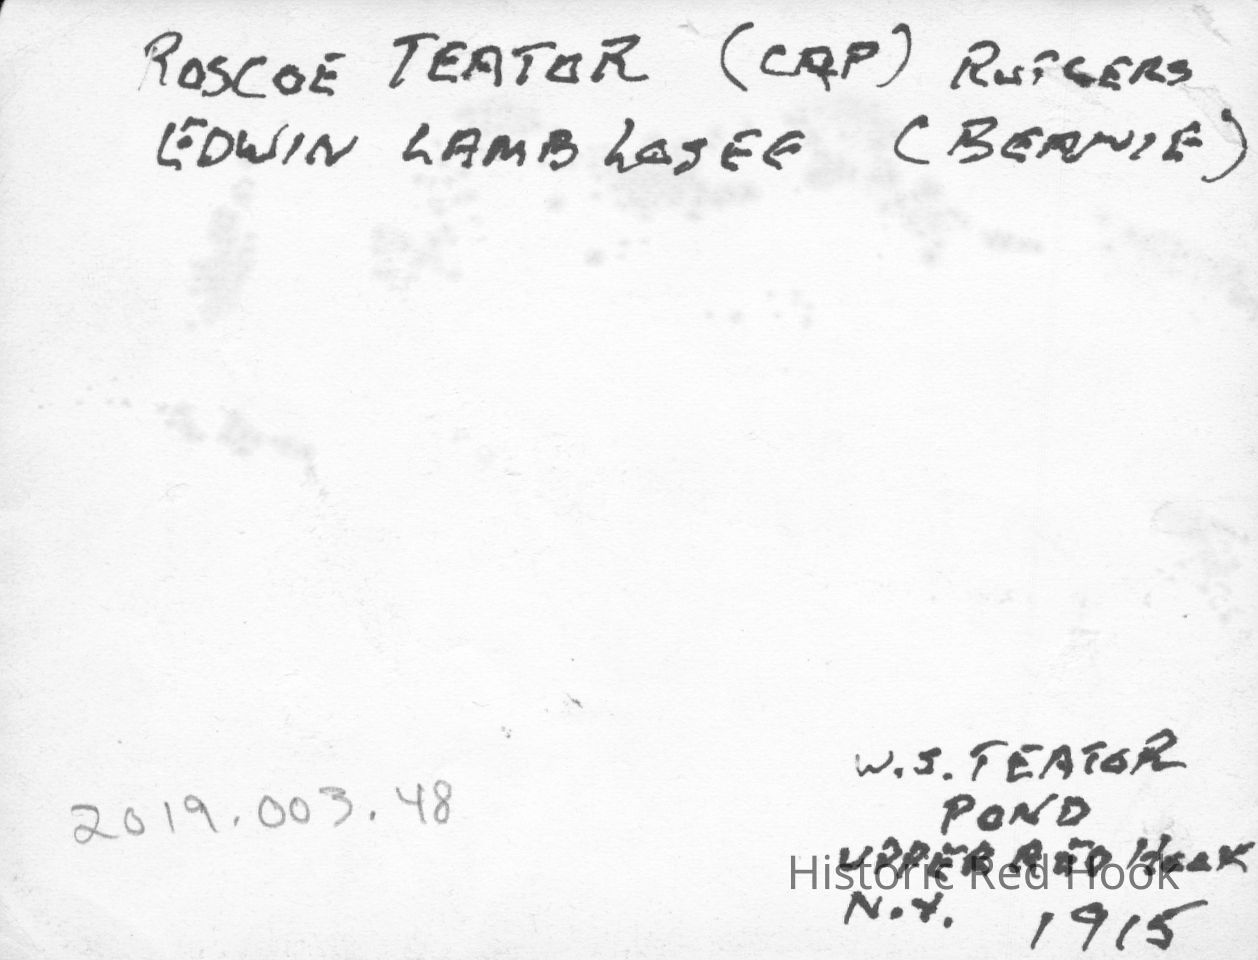 ROSCOE TEATOR (CAP) RUTGERS
EDWIN LAMB LOSEE (BERNIE)
W.S. TEATOR
POND
2019.003.48
UPPER RED HOOK
Historic Red Hook
N.Y. 1915